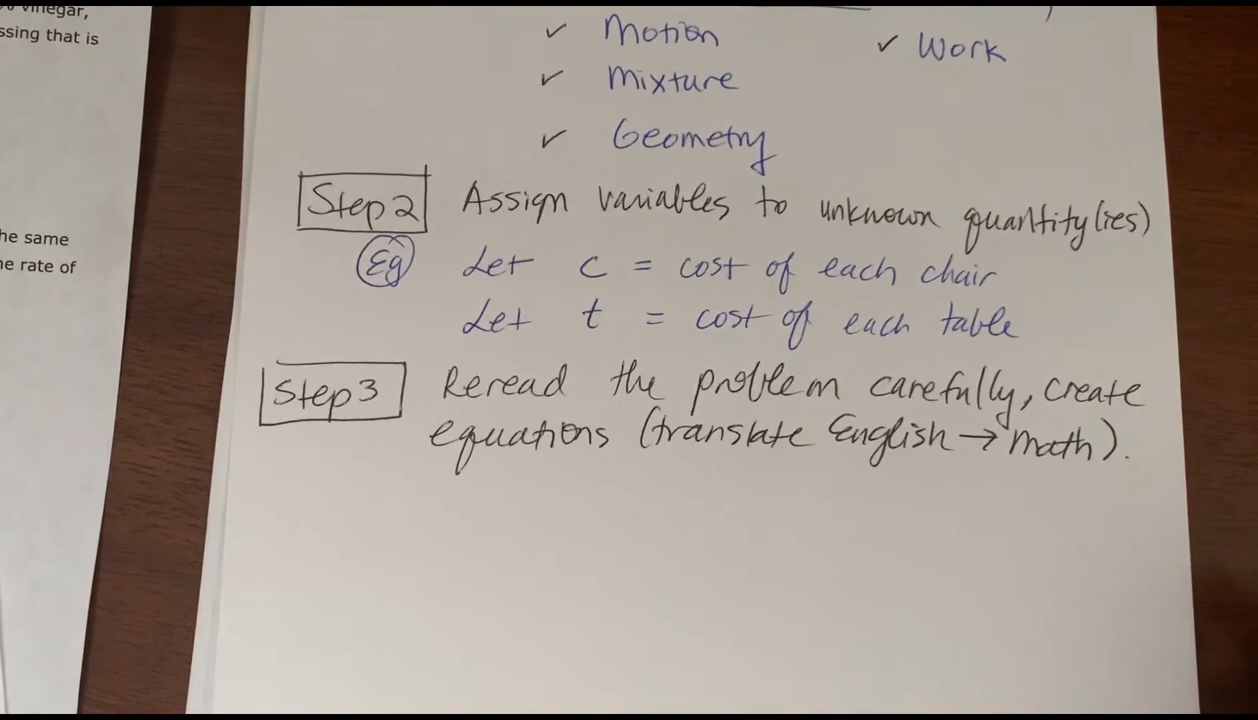 vinegar,
ssing that is
he same
he rate of
✓ Motion
✓ Work
✓ Mixture
✓ Geometry
Step 2 Assign variables to unknown quantity(ies)
Eg Let c = cost of each chair
Let t = cost of each table
Step 3 Reread the problem carefully, create
equations (translate English → math).